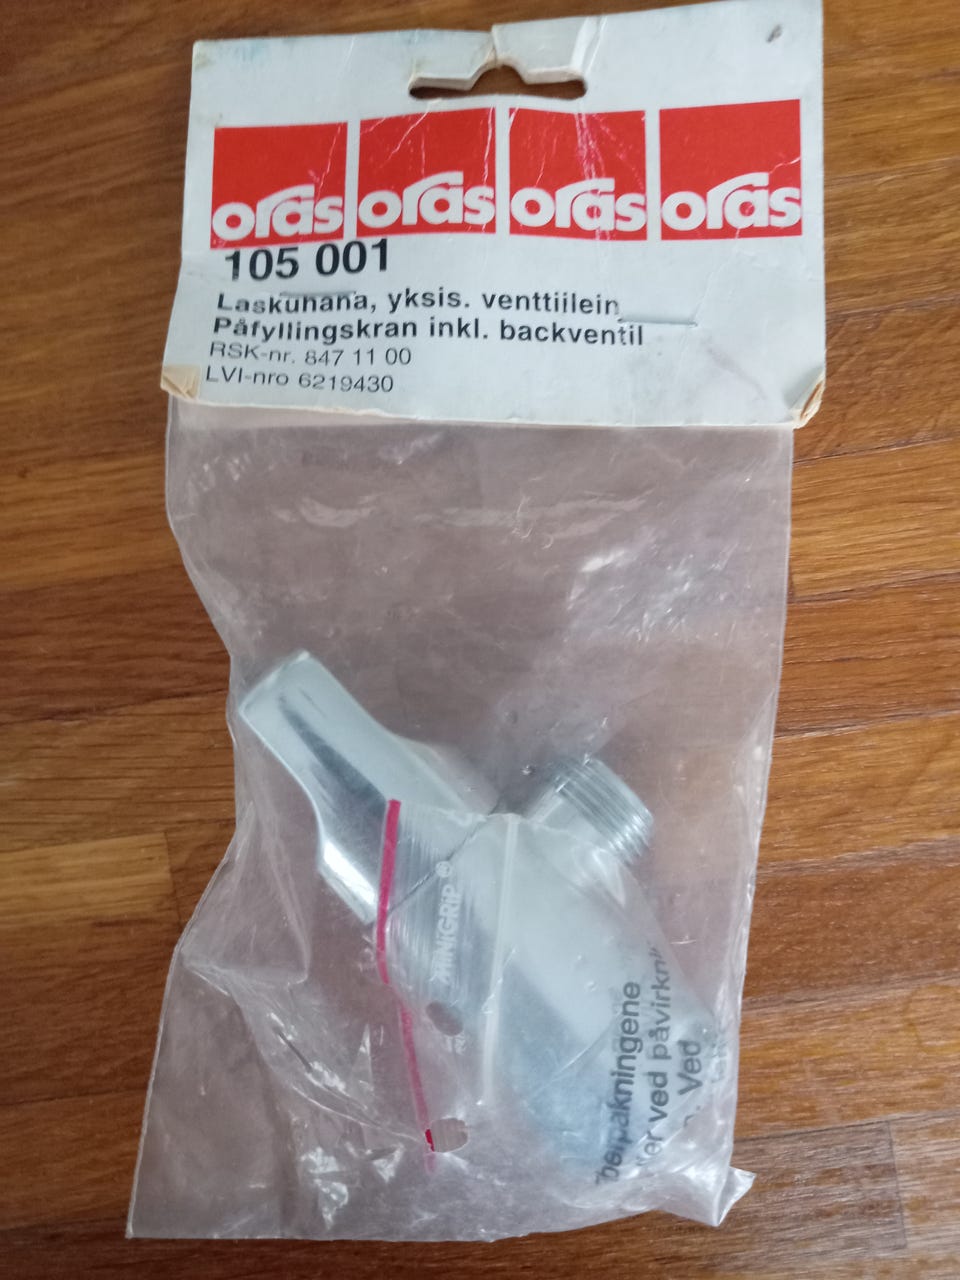 oras oras oras oras
105 001
Laskuhana, yksis. venttiilein
Påfyllingskran inkl. backventil
RSK-nr. 847 11 00
LVI-nro 6219430
MINIGRIP®
ved
Ved